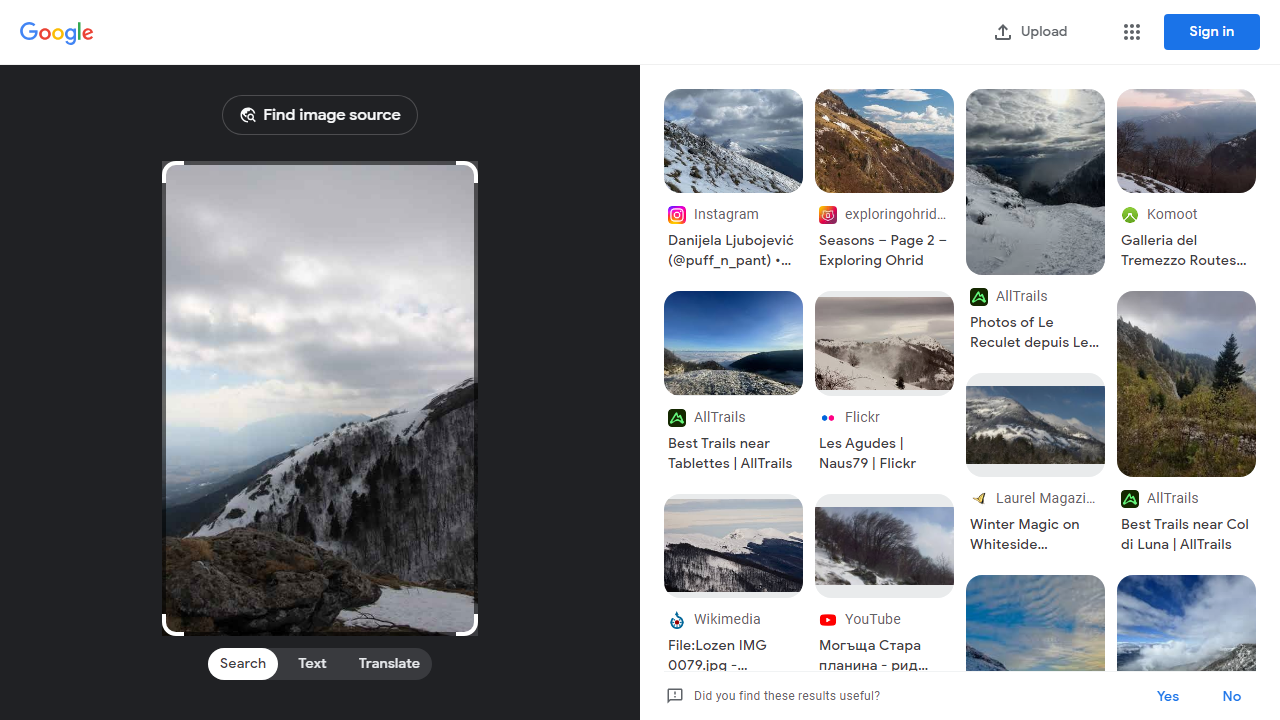 Google
Upload
Sign in
Find image source
Search
Text
Translate
Instagram
Danijela Ljubojević
(@puff_n_pant) •...
exploringohrid...
Seasons – Page 2 –
Exploring Ohrid
AllTrails
Photos of Le
Reculet depuis Le...
Komoot
Galleria del
Tremezzo Routes...
AllTrails
Best Trails near
Tablettes | AllTrails
Flickr
Les Agudes |
Naus79 | Flickr
Laurel Magazi...
Winter Magic on
Whiteside...
AllTrails
Best Trails near Col
di Luna | AllTrails
Wikimedia
File:Lozen IMG
0079.jpg -...
YouTube
Могъща Стара
планина - рид...
Did you find these results useful?
Yes
No